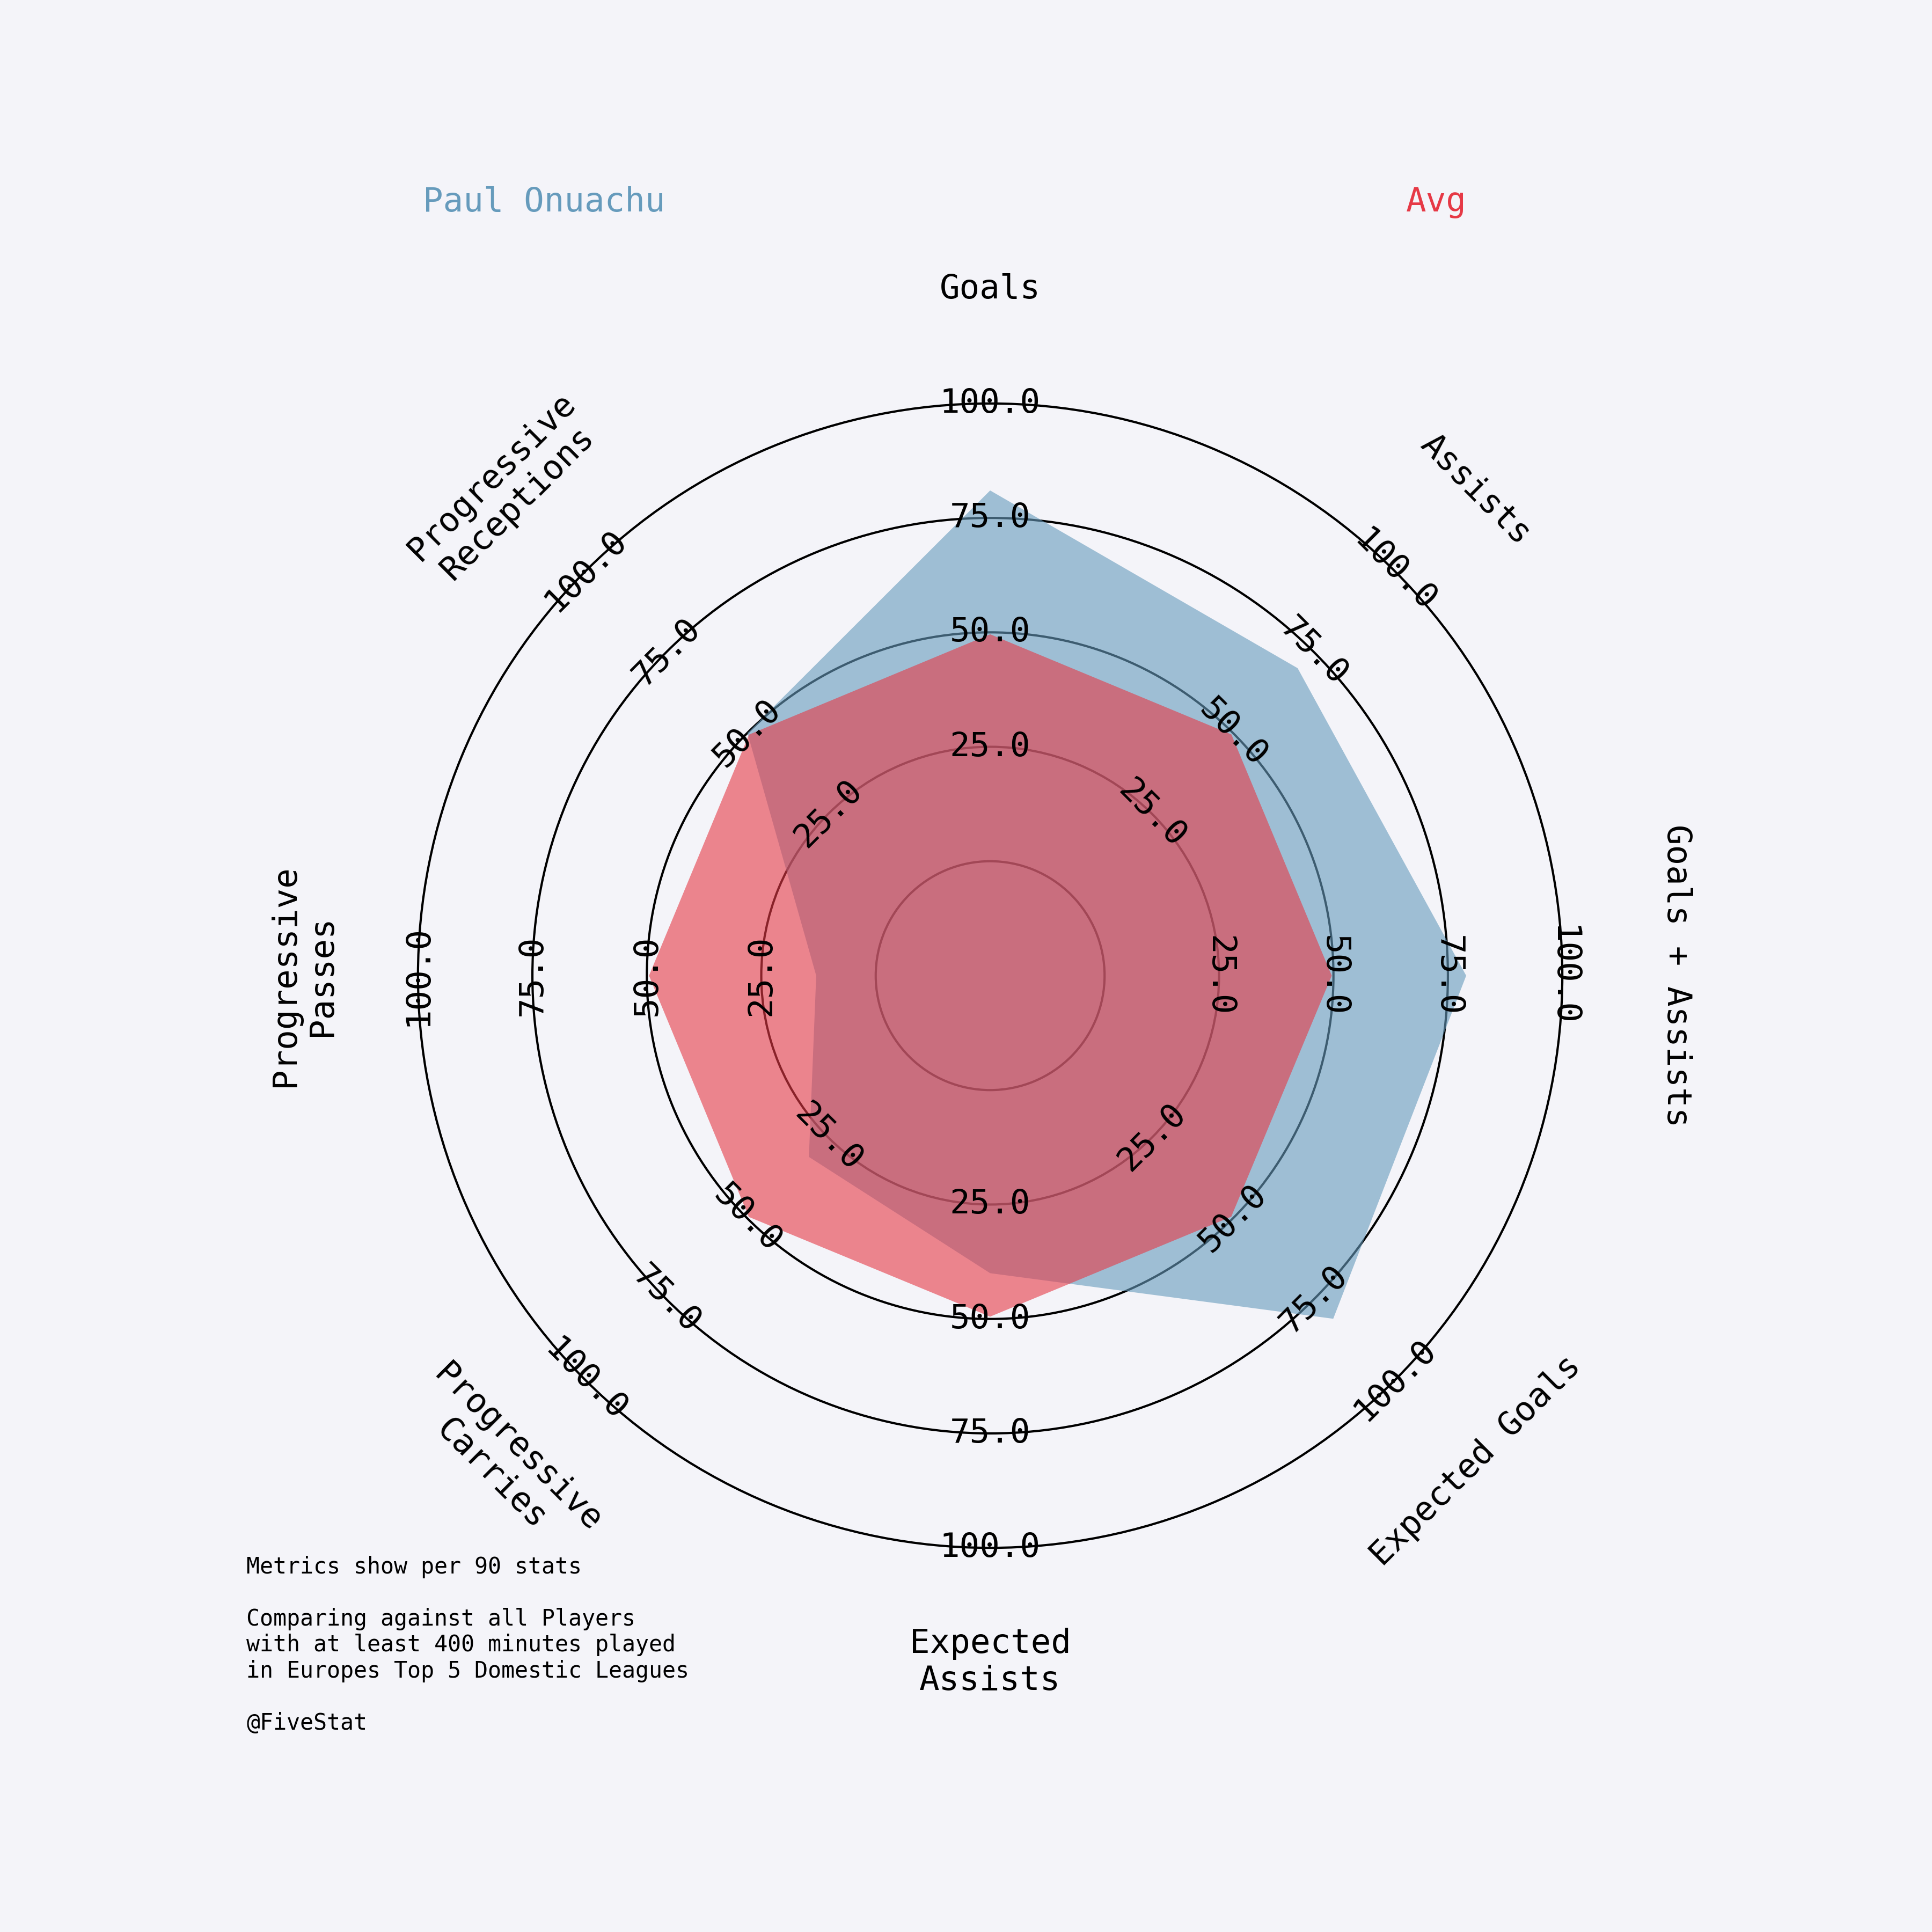 Paul Onuachu
Avg
Goals
Assists
Goals + Assists
Expected Goals
Expected
Assists
Progressive
Carries
Progressive
Passes
Progressive
Receptions
25.0
50.0
75.0
100.0
25.0
50.0
75.0
100.0
25.0
50.0
75.0
100.0
25.0
50.0
75.0
100.0
25.0
50.0
75.0
100.0
25.0
50.0
75.0
100.0
25.0
50.0
75.0
100.0
25.0
50.0
75.0
100.0
Metrics show per 90 stats
Comparing against all Players
with at least 400 minutes played
in Europes Top 5 Domestic Leagues
@FiveStat